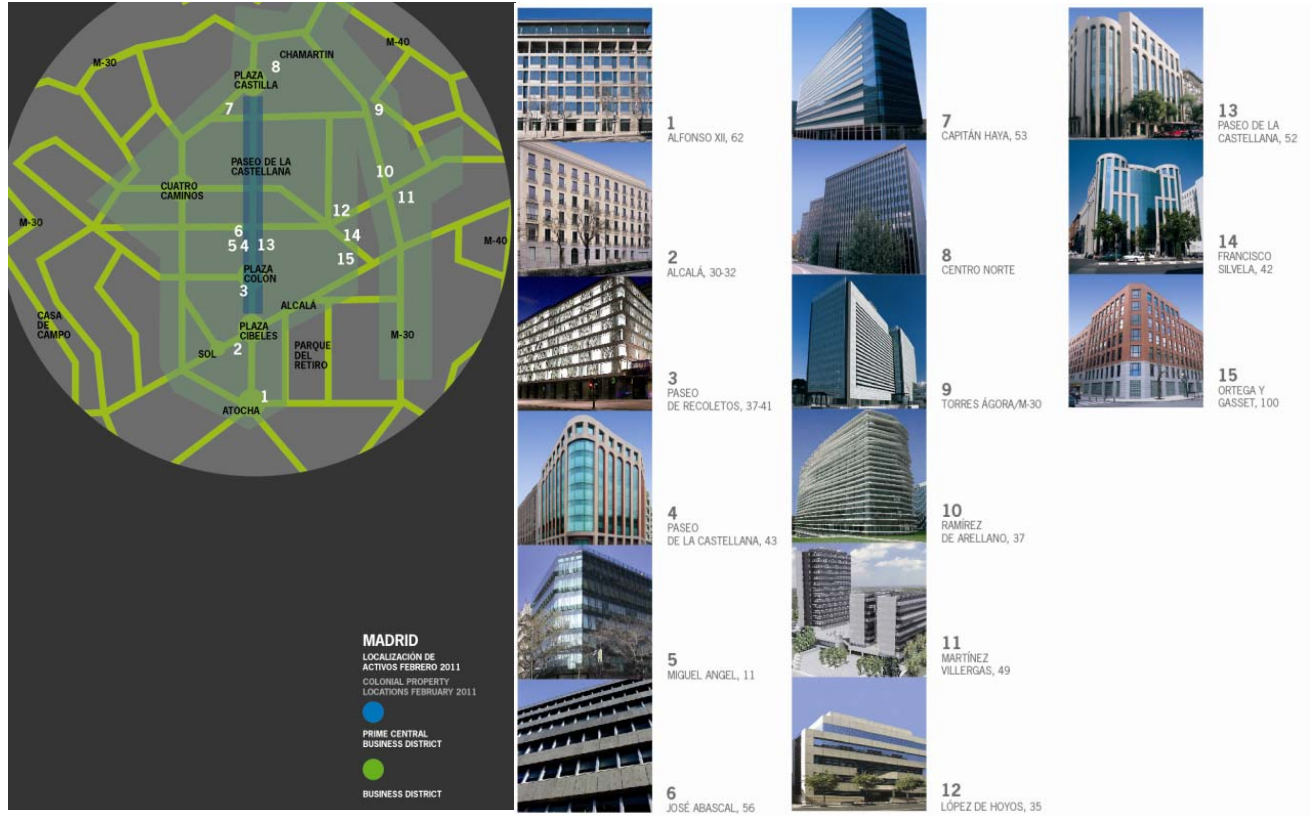 CHAMARTIN
M-40
M-30
8
PLAZA
CASTILLA
7
9
PASEO DE LA
CASTELLANA
10
CUATRO
CAMINOS
11
12
M-30
6
14
5 4 13
M-40
15
PLAZA
COLON
3
ALCALÁ
CASA
DE
CAMPO
PLAZA
CIBELES
M-30
SOL
2
PARQUE
DEL
RETIRO
1
ATOCHA
MADRID
LOCALIZACIÓN DE
ACTIVOS FEBRERO 2011
COLONIAL PROPERTY
LOCATIONS FEBRUARY 2011
PRIME CENTRAL
BUSINESS DISTRICT
BUSINESS DISTRICT
1
ALFONSO XII, 62
2
ALCALÁ, 30-32
3
PASEO
DE RECOLETOS, 37-41
4
PASEO
DE LA CASTELLANA, 43
5
MIGUEL ANGEL, 11
6
JOSÉ ABASCAL, 56
7
CAPITÁN HAYA, 53
8
CENTRO NORTE
9
TORRES ÁGORA/M-30
10
RAMÍREZ
DE ARELLANO, 37
11
MARTÍNEZ
VILLERGAS, 49
12
LÓPEZ DE HOYOS, 35
13
PASEO DE LA
CASTELLANA, 52
14
FRANCISCO
SILVELA, 42
15
ORTEGA Y
GASSET, 100